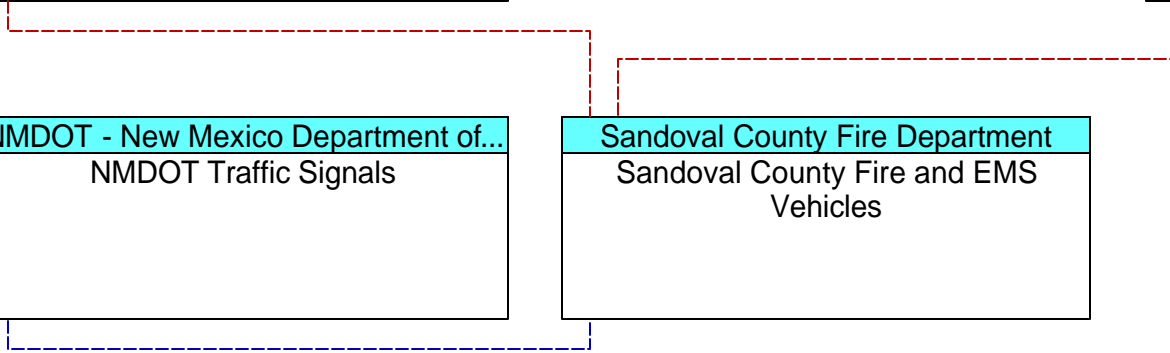 NMDOT - New Mexico Department of...
NMDOT Traffic Signals
Sandoval County Fire Department
Sandoval County Fire and EMS
Vehicles